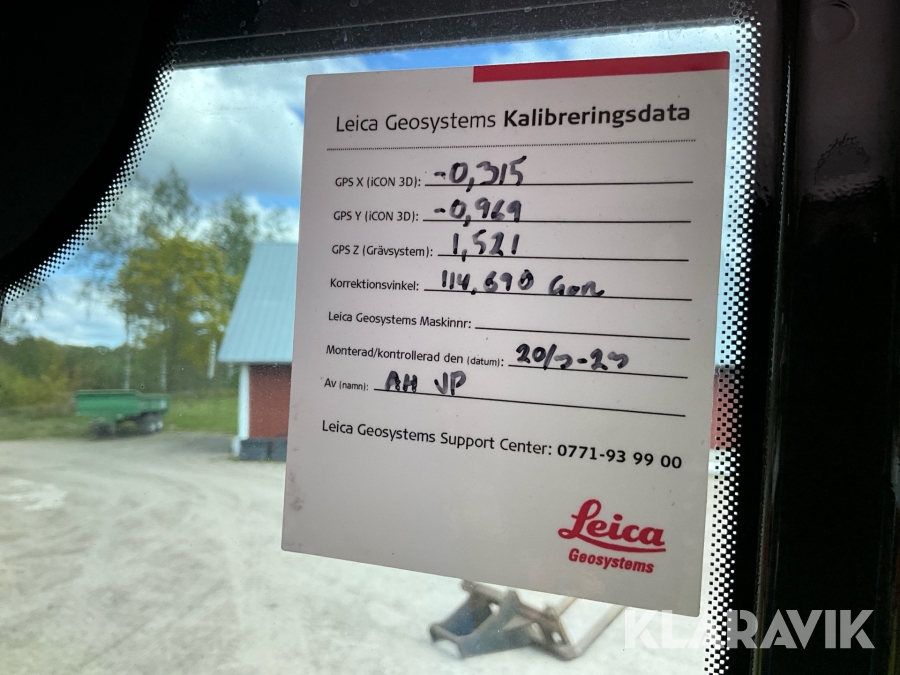 Leica Geosystems Kalibreringsdata
GPS X (iCON 3D): -0,315
GPS Y (iCON 3D): -0,969
GPS Z (Grävsystem): 1,521
Korrektionsvinkel: 114,690 Gon
Leica Geosystems Maskinnr:
Monterad/kontrollerad den (datum):
Av (namn): AH VP
Leica Geosystems Support Center: 0771-93 99 00
Leica
Geosystems
KLARAVIK